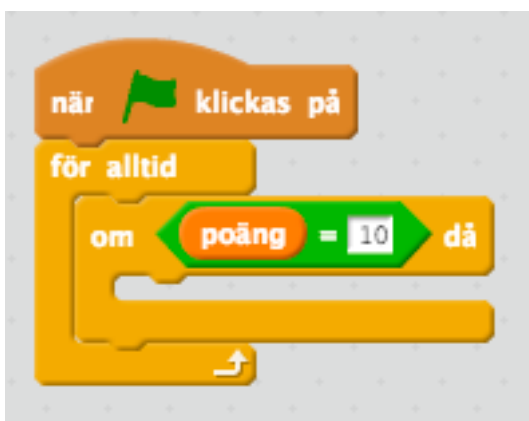 när klickas på
för alltid
om poäng = 10 då